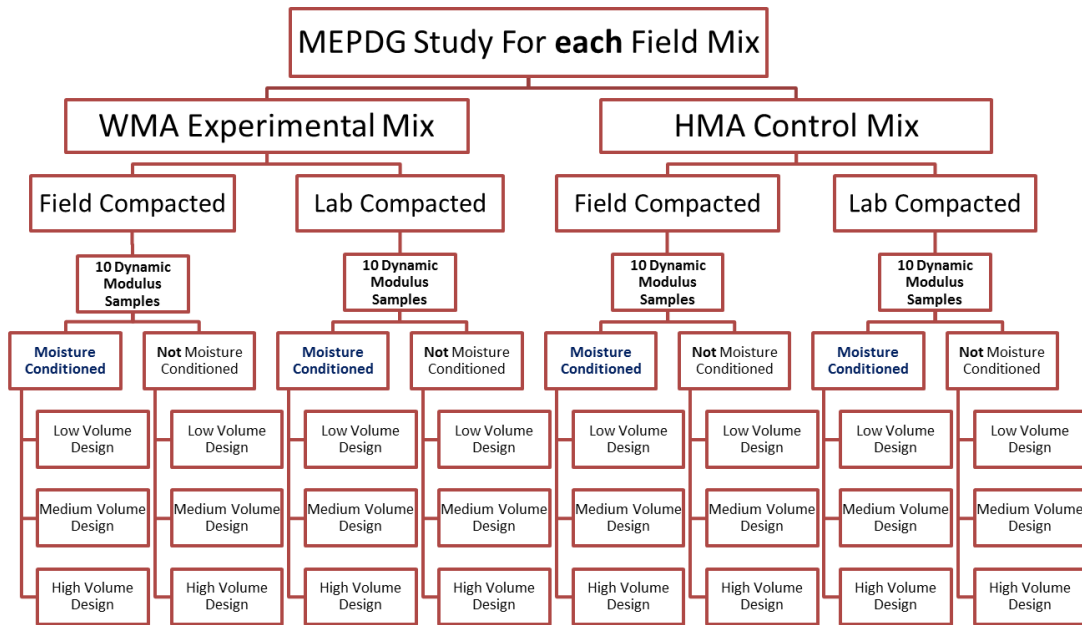 MEPDG Study For each Field Mix
WMA Experimental Mix
HMA Control Mix
Field Compacted
Lab Compacted
Field Compacted
Lab Compacted
10 Dynamic
Modulus
Samples
10 Dynamic
Modulus
Samples
10 Dynamic
Modulus
Samples
10 Dynamic
Modulus
Samples
Moisture
Conditioned
Not Moisture
Conditioned
Moisture
Conditioned
Not Moisture
Conditioned
Moisture
Conditioned
Not Moisture
Conditioned
Moisture
Conditioned
Not Moisture
Conditioned
Low Volume
Design
Low Volume
Design
Low Volume
Design
Low Volume
Design
Low Volume
Design
Low Volume
Design
Low Volume
Design
Low Volume
Design
Medium Volume
Design
Medium Volume
Design
Medium Volume
Design
Medium Volume
Design
Medium Volume
Design
Medium Volume
Design
Medium Volume
Design
Medium Volume
Design
High Volume
Design
High Volume
Design
High Volume
Design
High Volume
Design
High Volume
Design
High Volume
Design
High Volume
Design
High Volume
Design